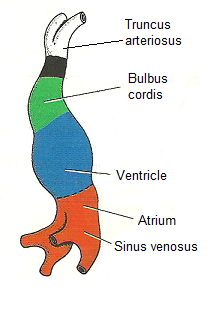 Truncus
arteriosus
Bulbus
cordis
Ventricle
Atrium
Sinus venosus